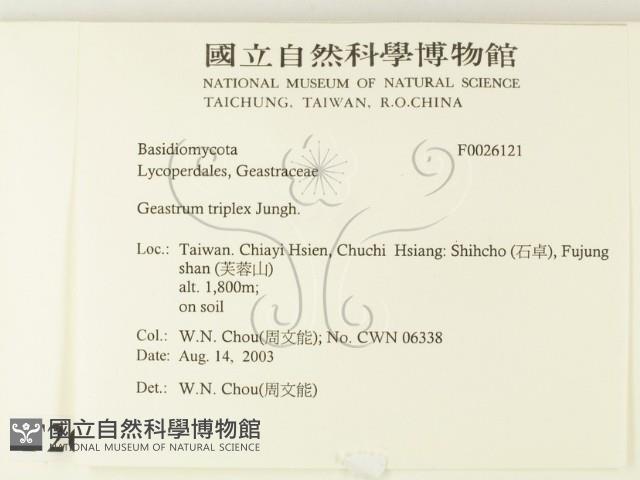 國立自然科學博物館
NATIONAL MUSEUM OF NATURAL SCIENCE
TAICHUNG, TAIWAN, R.O.CHINA
Basidiomycota F0026121
Lycoperdales, Geastraceae
Geastrum triplex Jungh.
Loc.: Taiwan. Chiayi Hsien, Chuchi Hsiang: Shihcho (石卓), Fujung
shan (芙蓉山)
alt. 1,800m;
on soil
Col.: W.N. Chou(周文能); No. CWN 06338
Date: Aug. 14, 2003
Det.: W.N. Chou(周文能)
國立自然科學博物館
NATIONAL MUSEUM OF NATURAL SCIENCE